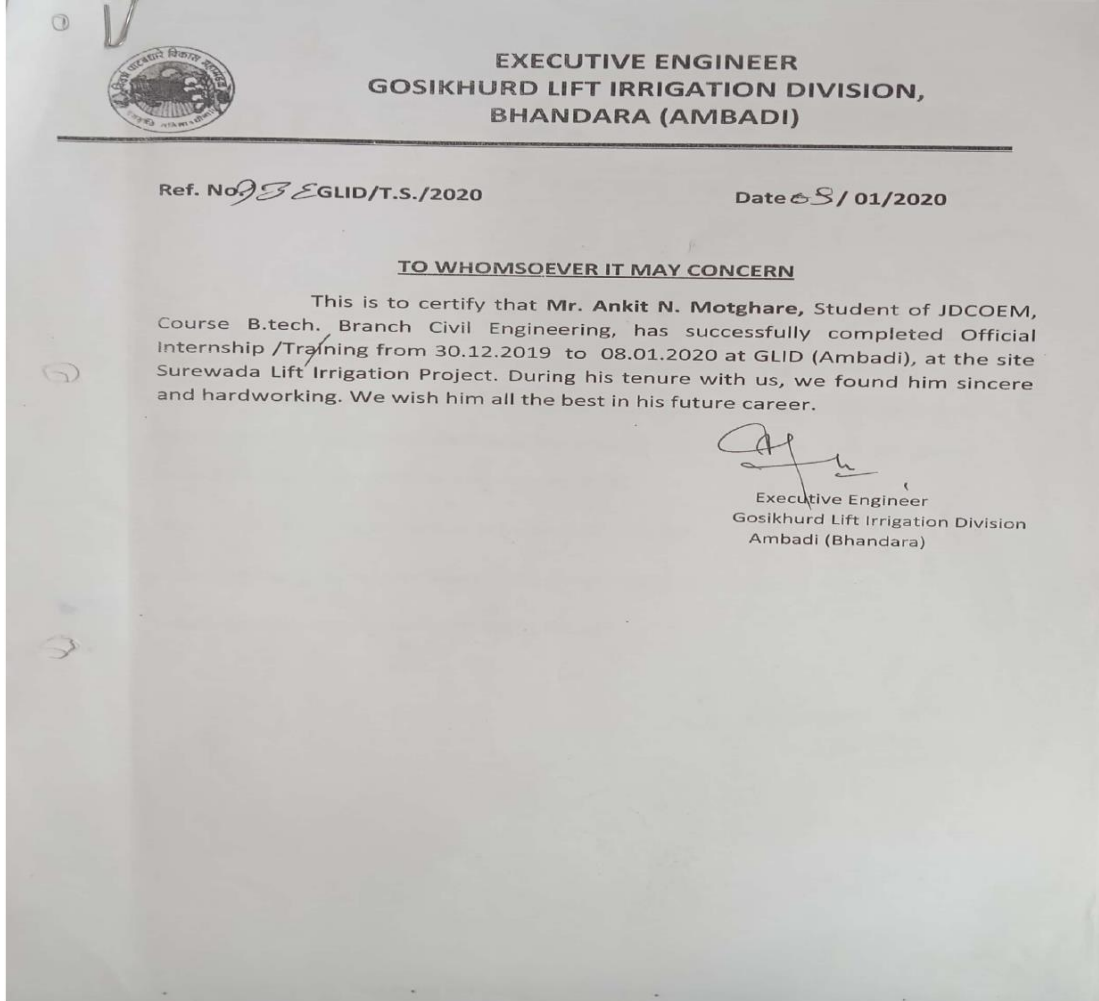 EXECUTIVE ENGINEER
GOSIKHURD LIFT IRRIGATION DIVISION,
BHANDARA (AMBADI)
Ref. No. GLID/T.S./2020
Date / 01/2020
TO WHOMSOEVER IT MAY CONCERN
This is to certify that Mr. Ankit N. Motghare, Student of JDCOEM,
Course B.tech. Branch Civil Engineering, has successfully completed Official
Internship /Training from 30.12.2019 to 08.01.2020 at GLID (Ambadi), at the site
Surewada Lift Irrigation Project. During his tenure with us, we found him sincere
and hardworking. We wish him all the best in his future career.
Executive Engineer
Gosikhurd Lift Irrigation Division
Ambadi (Bhandara)